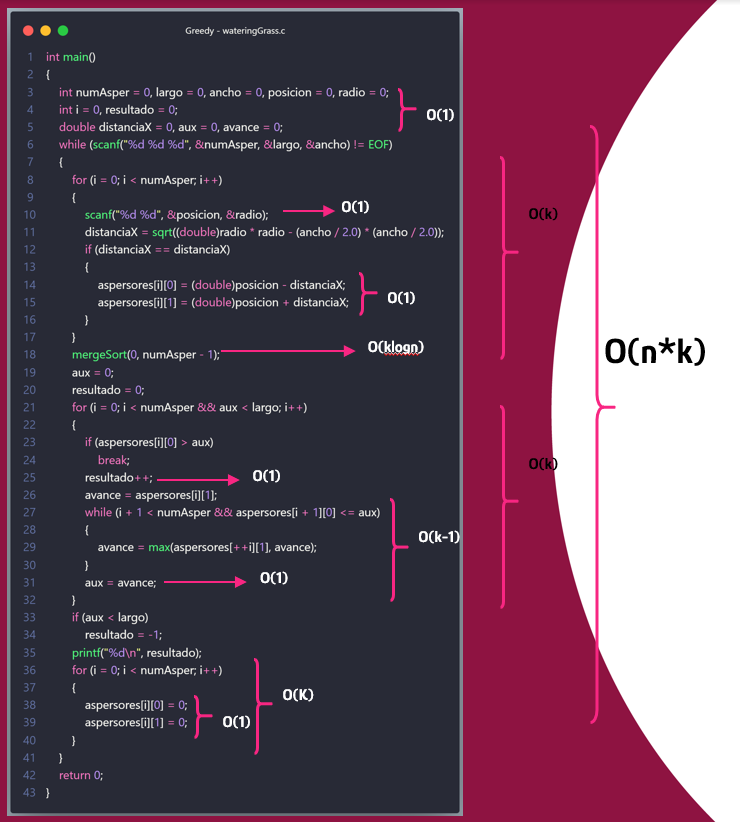 Greedy - wateringGrass.c
1 int main()
2 {
3 int numAsper = 0, largo = 0, ancho = 0, posicion = 0, radio = 0;
4 int i = 0, resultado = 0;
5 double distanciaX = 0, aux = 0, avance = 0;
O(1)
6 while (scanf("%d %d %d", &numAsper, &largo, &ancho) != EOF)
7 {
8 for (i = 0; i < numAsper; i++)
9 {
10 scanf("%d %d", &posicion, &radio);
O(1)
11 distanciaX = sqrt((double)radio * radio - (ancho / 2.0) * (ancho / 2.0));
12 if (distanciaX == distanciaX)
13 {
14 aspersores[i][0] = (double)posicion - distanciaX;
15 aspersores[i][1] = (double)posicion + distanciaX;
O(1)
16 }
17 }
O(k)
18 mergeSort(0, numAsper - 1);
O(klogn)
19 aux = 0;
20 resultado = 0;
21 for (i = 0; i < numAsper && aux < largo; i++)
22 {
23 if (aspersores[i][0] > aux)
24 break;
25 resultado++;
O(1)
26 avance = aspersores[i][1];
27 while (i + 1 < numAsper && aspersores[i + 1][0] <= aux)
28 {
29 avance = max(aspersores[++i][1], avance);
30 }
O(k-1)
31 aux = avance;
O(1)
32 }
O(k)
33 if (aux < largo)
34 resultado = -1;
35 printf("%d\n", resultado);
36 for (i = 0; i < numAsper; i++)
37 {
38 aspersores[i][0] = 0;
39 aspersores[i][1] = 0;
O(1)
40 }
O(K)
41 }
O(n*k)
42 return 0;
43 }